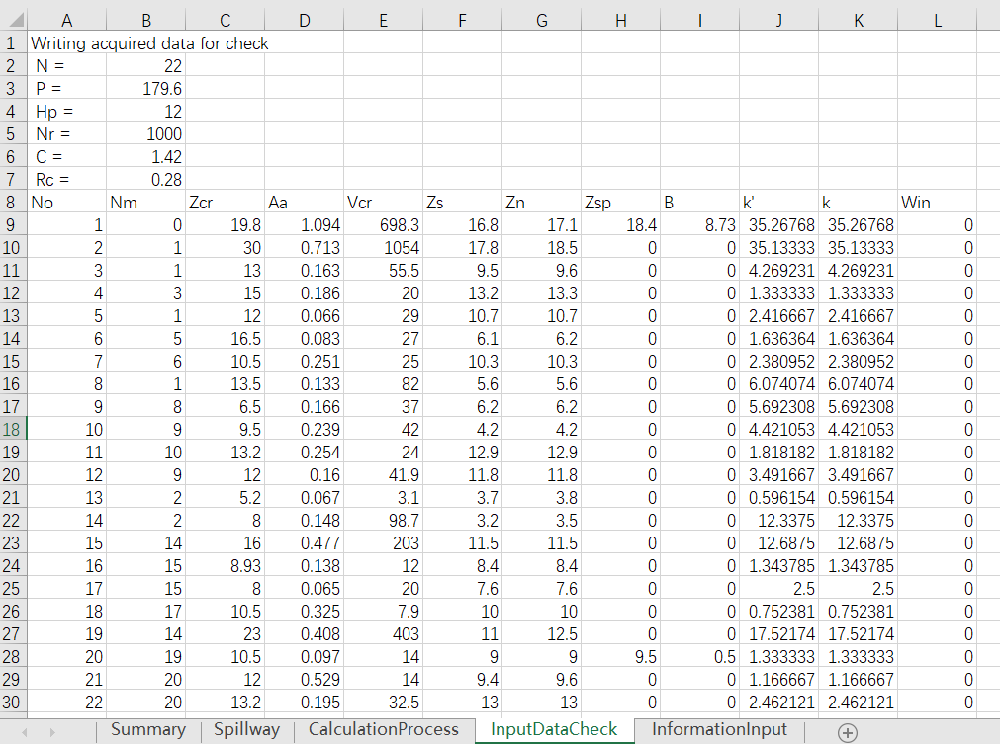 A B C D E F G H I J K L
1 Writing acquired data for check
2 N = 22
3 P = 179.6
4 Hp = 12
5 Nr = 1000
6 C = 1.42
7 Rc = 0.28
8 No Nm Zcr Aa Vcr Zs Zn Zsp B k' k Win
9 1 0 19.8 1.094 698.3 16.8 17.1 18.4 8.73 35.26768 35.26768 0
10 2 1 30 0.713 1054 17.8 18.5 0 0 35.13333 35.13333 0
11 3 1 13 0.163 55.5 9.5 9.6 0 0 4.269231 4.269231 0
12 4 3 15 0.186 20 13.2 13.3 0 0 1.333333 1.333333 0
13 5 1 12 0.066 29 10.7 10.7 0 0 2.416667 2.416667 0
14 6 5 16.5 0.083 27 6.1 6.2 0 0 1.636364 1.636364 0
15 7 6 10.5 0.251 25 10.3 10.3 0 0 2.380952 2.380952 0
16 8 1 13.5 0.133 82 5.6 5.6 0 0 6.074074 6.074074 0
17 9 8 6.5 0.166 37 6.2 6.2 0 0 5.692308 5.692308 0
18 10 9 9.5 0.239 42 4.2 4.2 0 0 4.421053 4.421053 0
19 11 10 13.2 0.254 24 12.9 12.9 0 0 1.818182 1.818182 0
20 12 9 12 0.16 41.9 11.8 11.8 0 0 3.491667 3.491667 0
21 13 2 5.2 0.067 3.1 3.7 3.8 0 0 0.596154 0.596154 0
22 14 2 8 0.148 98.7 3.2 3.5 0 0 12.3375 12.3375 0
23 15 14 16 0.477 203 11.5 11.5 0 0 12.6875 12.6875 0
24 16 15 8.93 0.138 12 8.4 8.4 0 0 1.343785 1.343785 0
25 17 15 8 0.065 20 7.6 7.6 0 0 2.5 2.5 0
26 18 17 10.5 0.325 7.9 10 10 0 0 0.752381 0.752381 0
27 19 14 23 0.408 403 11 12.5 0 0 17.52174 17.52174 0
28 20 19 10.5 0.097 14 9 9 9.5 0.5 1.333333 1.333333 0
29 21 20 12 0.529 14 9.4 9.6 0 0 1.166667 1.166667 0
30 22 20 13.2 0.195 32.5 13 13 0 0 2.462121 2.462121 0
Summary Spillway CalculationProcess InputDataCheck InformationInput